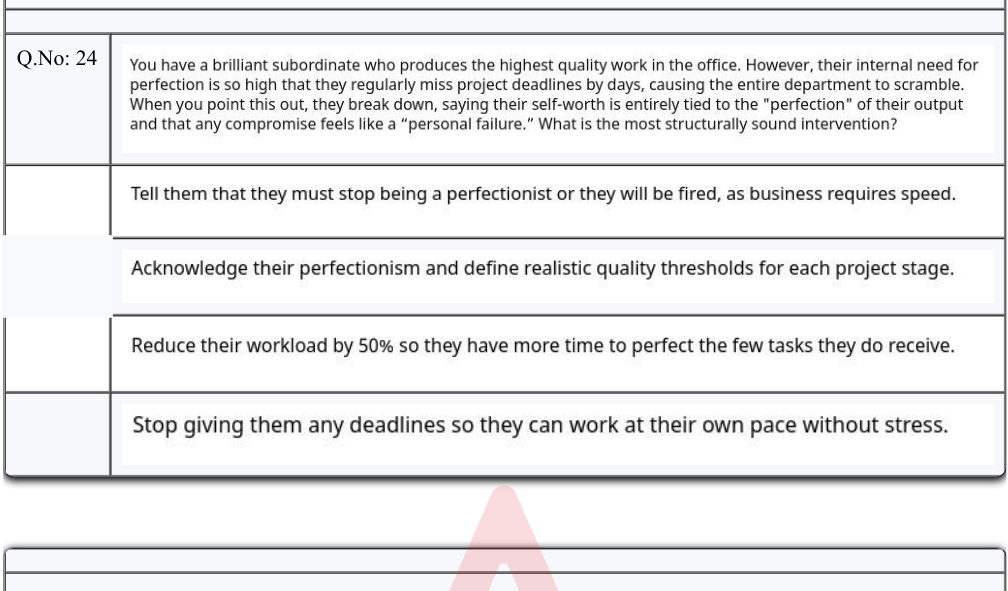 Q.No: 24
You have a brilliant subordinate who produces the highest quality work in the office. However, their internal need for
perfection is so high that they regularly miss project deadlines by days, causing the entire department to scramble.
When you point this out, they break down, saying their self-worth is entirely tied to the "perfection" of their output
and that any compromise feels like a “personal failure.” What is the most structurally sound intervention?
Tell them that they must stop being a perfectionist or they will be fired, as business requires speed.
Acknowledge their perfectionism and define realistic quality thresholds for each project stage.
Reduce their workload by 50% so they have more time to perfect the few tasks they do receive.
Stop giving them any deadlines so they can work at their own pace without stress.